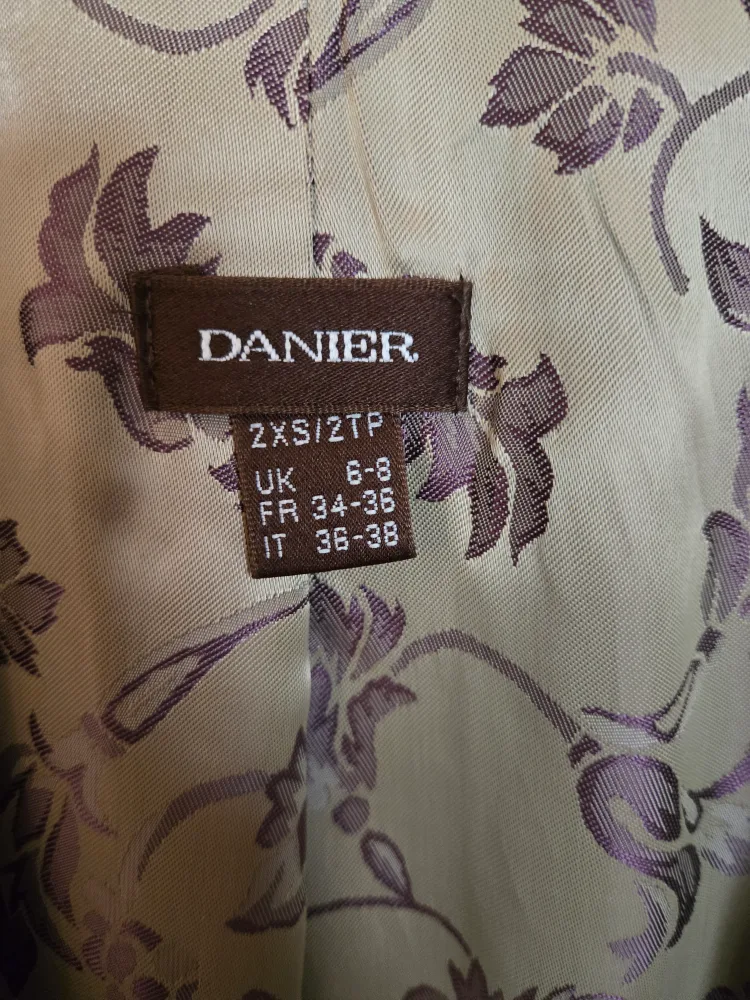 DANIER
2XS/2TP
UK 6-8
FR 34-36
IT 36-38